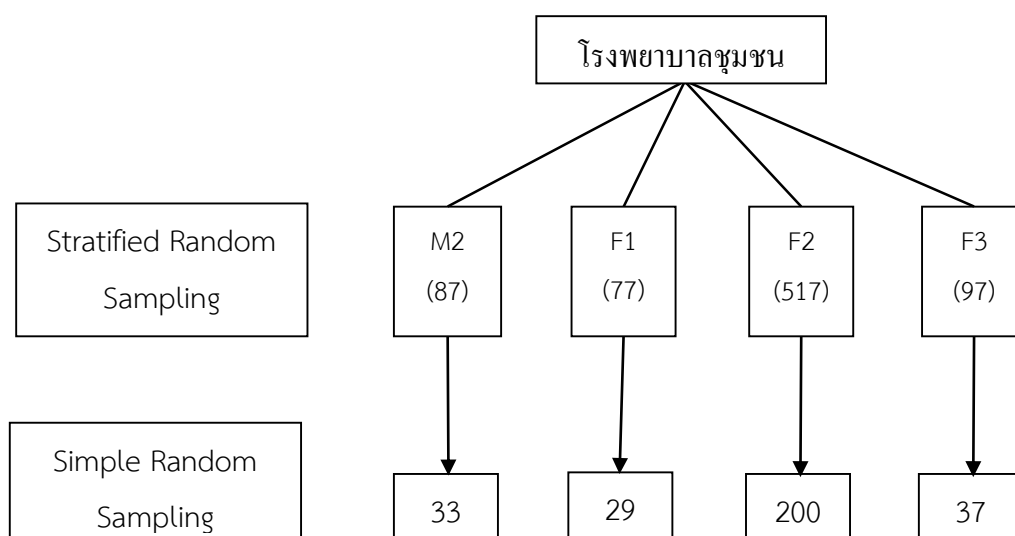 โรงพยาบาลชุมชน
Stratified Random
Sampling
M2
(87)
F1
(77)
F2
(517)
F3
(97)
Simple Random
Sampling
33
29
200
37